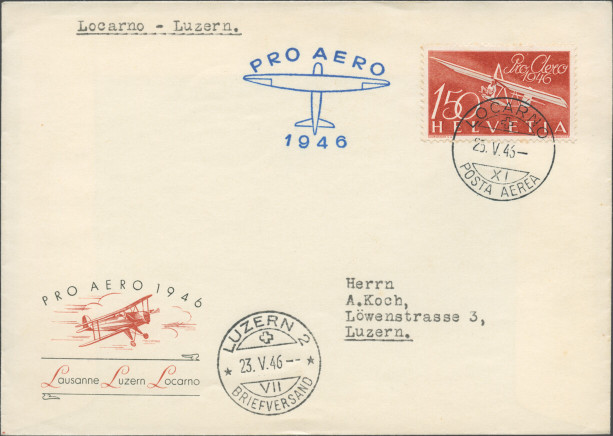 Locarno - Luzern.
PRO AERO
1946
Pro Aero
1946
150
HELVETIA
LOCARNO
23.V.46-
XI
POSTA AEREA
PRO AERO 1946
Lausanne Luzern Locarno
LUZERN 2
* 23.V.46-- *
VII
BRIEFVERSAND
Herrn
A.Koch,
Löwenstrasse 3,
Luzern.